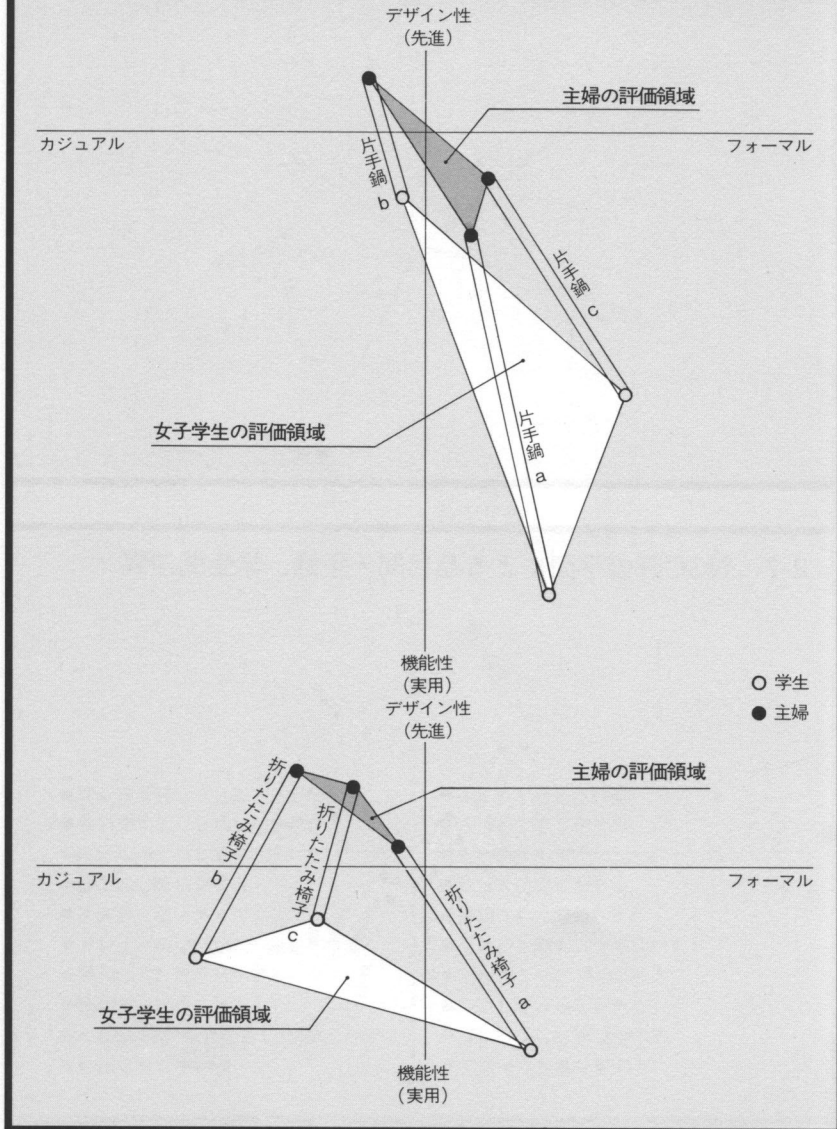 デザイン性
（先進）
主婦の評価領域
カジュアル
フォーマル
片手鍋 b
片手鍋 c
女子学生の評価領域
片手鍋 a
機能性
（実用）
○ 学生
● 主婦
デザイン性
（先進）
主婦の評価領域
折りたたみ椅子 b
折りたたみ椅子 c
カジュアル
フォーマル
折りたたみ椅子 a
女子学生の評価領域
機能性
（実用）